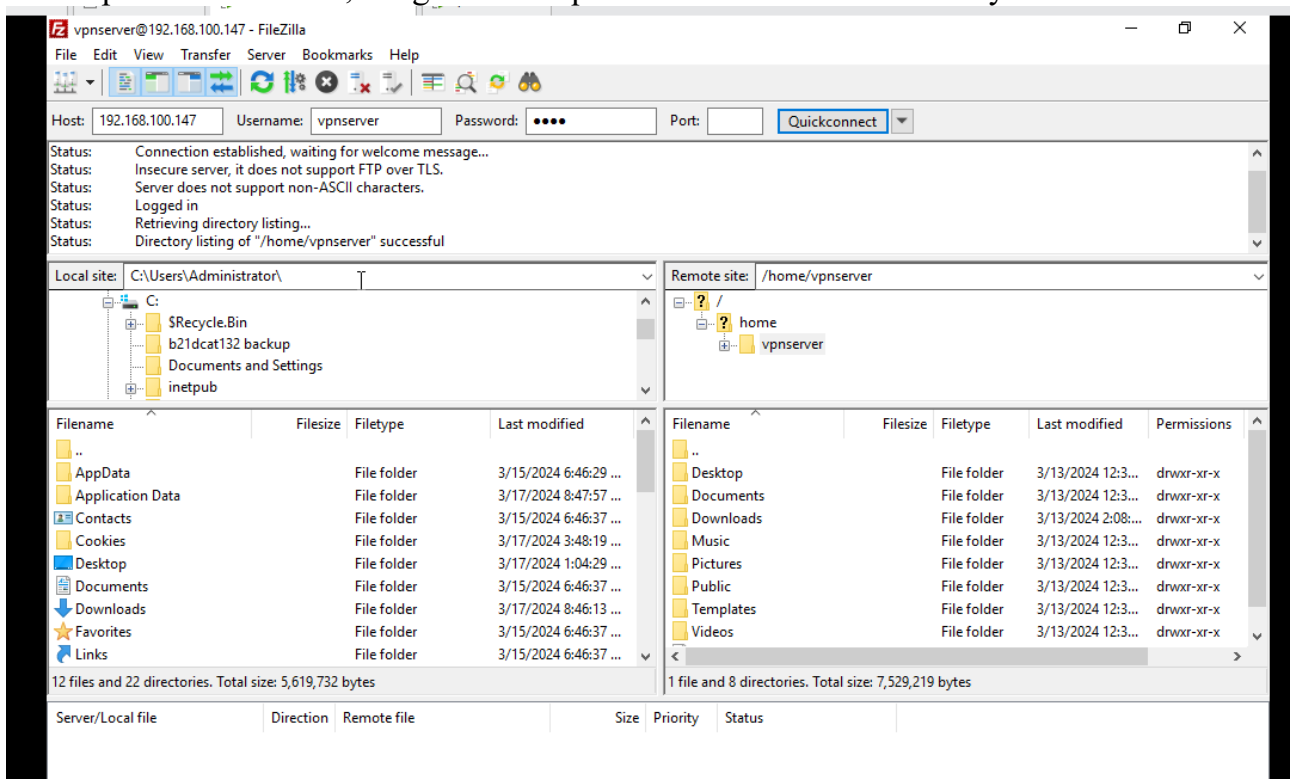 vpnserver@192.168.100.147 - FileZilla
File Edit View Transfer Server Bookmarks Help
Host: 192.168.100.147 Username: vpnserver Password: •••• Port: Quickconnect
Status: Connection established, waiting for welcome message...
Status: Insecure server, it does not support FTP over TLS.
Status: Server does not support non-ASCII characters.
Status: Logged in
Status: Retrieving directory listing...
Status: Directory listing of "/home/vpnserver" successful
Local site: C:\Users\Administrator\
C:
$Recycle.Bin
b21dcat132 backup
Documents and Settings
inetpub
Remote site: /home/vpnserver
/
home
vpnserver
Filename Filesize Filetype Last modified
..
AppData File folder 3/15/2024 6:46:29 ...
Application Data File folder 3/17/2024 8:47:57 ...
Contacts File folder 3/15/2024 6:46:37 ...
Cookies File folder 3/17/2024 3:48:19 ...
Desktop File folder 3/17/2024 1:04:29 ...
Documents File folder 3/15/2024 6:46:37 ...
Downloads File folder 3/17/2024 8:46:13 ...
Favorites File folder 3/15/2024 6:46:37 ...
Links File folder 3/15/2024 6:46:37 ...
12 files and 22 directories. Total size: 5,619,732 bytes
Filename Filesize Filetype Last modified Permissions
..
Desktop File folder 3/13/2024 12:3... drwxr-xr-x
Documents File folder 3/13/2024 12:3... drwxr-xr-x
Downloads File folder 3/13/2024 2:08:... drwxr-xr-x
Music File folder 3/13/2024 12:3... drwxr-xr-x
Pictures File folder 3/13/2024 12:3... drwxr-xr-x
Public File folder 3/13/2024 12:3... drwxr-xr-x
Templates File folder 3/13/2024 12:3... drwxr-xr-x
Videos File folder 3/13/2024 12:3... drwxr-xr-x
1 file and 8 directories. Total size: 7,529,219 bytes
Server/Local file Direction Remote file Size Priority Status